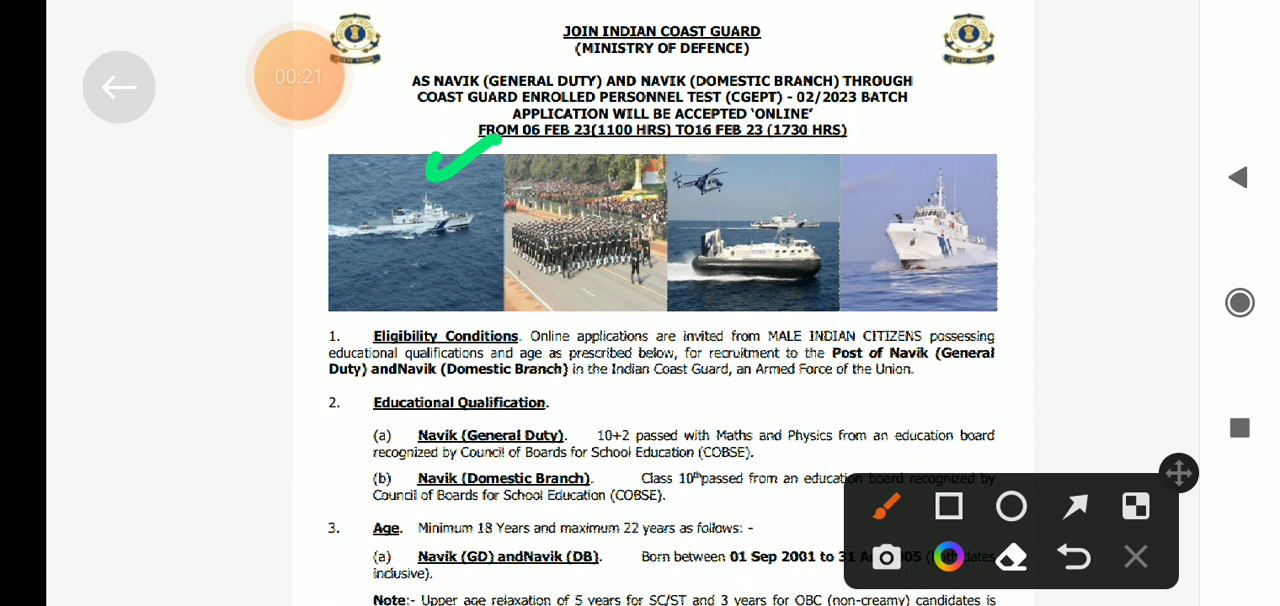 00:21
JOIN INDIAN COAST GUARD
(MINISTRY OF DEFENCE)
AS NAVIK (GENERAL DUTY) AND NAVIK (DOMESTIC BRANCH) THROUGH
COAST GUARD ENROLLED PERSONNEL TEST (CGEPT) - 02/2023 BATCH
APPLICATION WILL BE ACCEPTED 'ONLINE'
FROM 06 FEB 23(1100 HRS) TO16 FEB 23 (1730 HRS)
1. Eligibility Conditions. Online applications are invited from MALE INDIAN CITIZENS possessing
educational qualifications and age as prescribed below, for recruitment to the Post of Navik (General
Duty) andNavik (Domestic Branch) in the Indian Coast Guard, an Armed Force of the Union.
2. Educational Qualification.
(a) Navik (General Duty). 10+2 passed with Maths and Physics from an education board
recognized by Council of Boards for School Education (COBSE).
(b) Navik (Domestic Branch). Class 10thpassed from an education board recognized by
Council of Boards for School Education (COBSE).
3. Age. Minimum 18 Years and maximum 22 years as follows: -
(a) Navik (GD) andNavik (DB). Born between 01 Sep 2001 to 31 (both dates
inclusive).
Note:- Upper age relaxation of 5 years for SC/ST and 3 years for OBC (non-creamy) candidates is